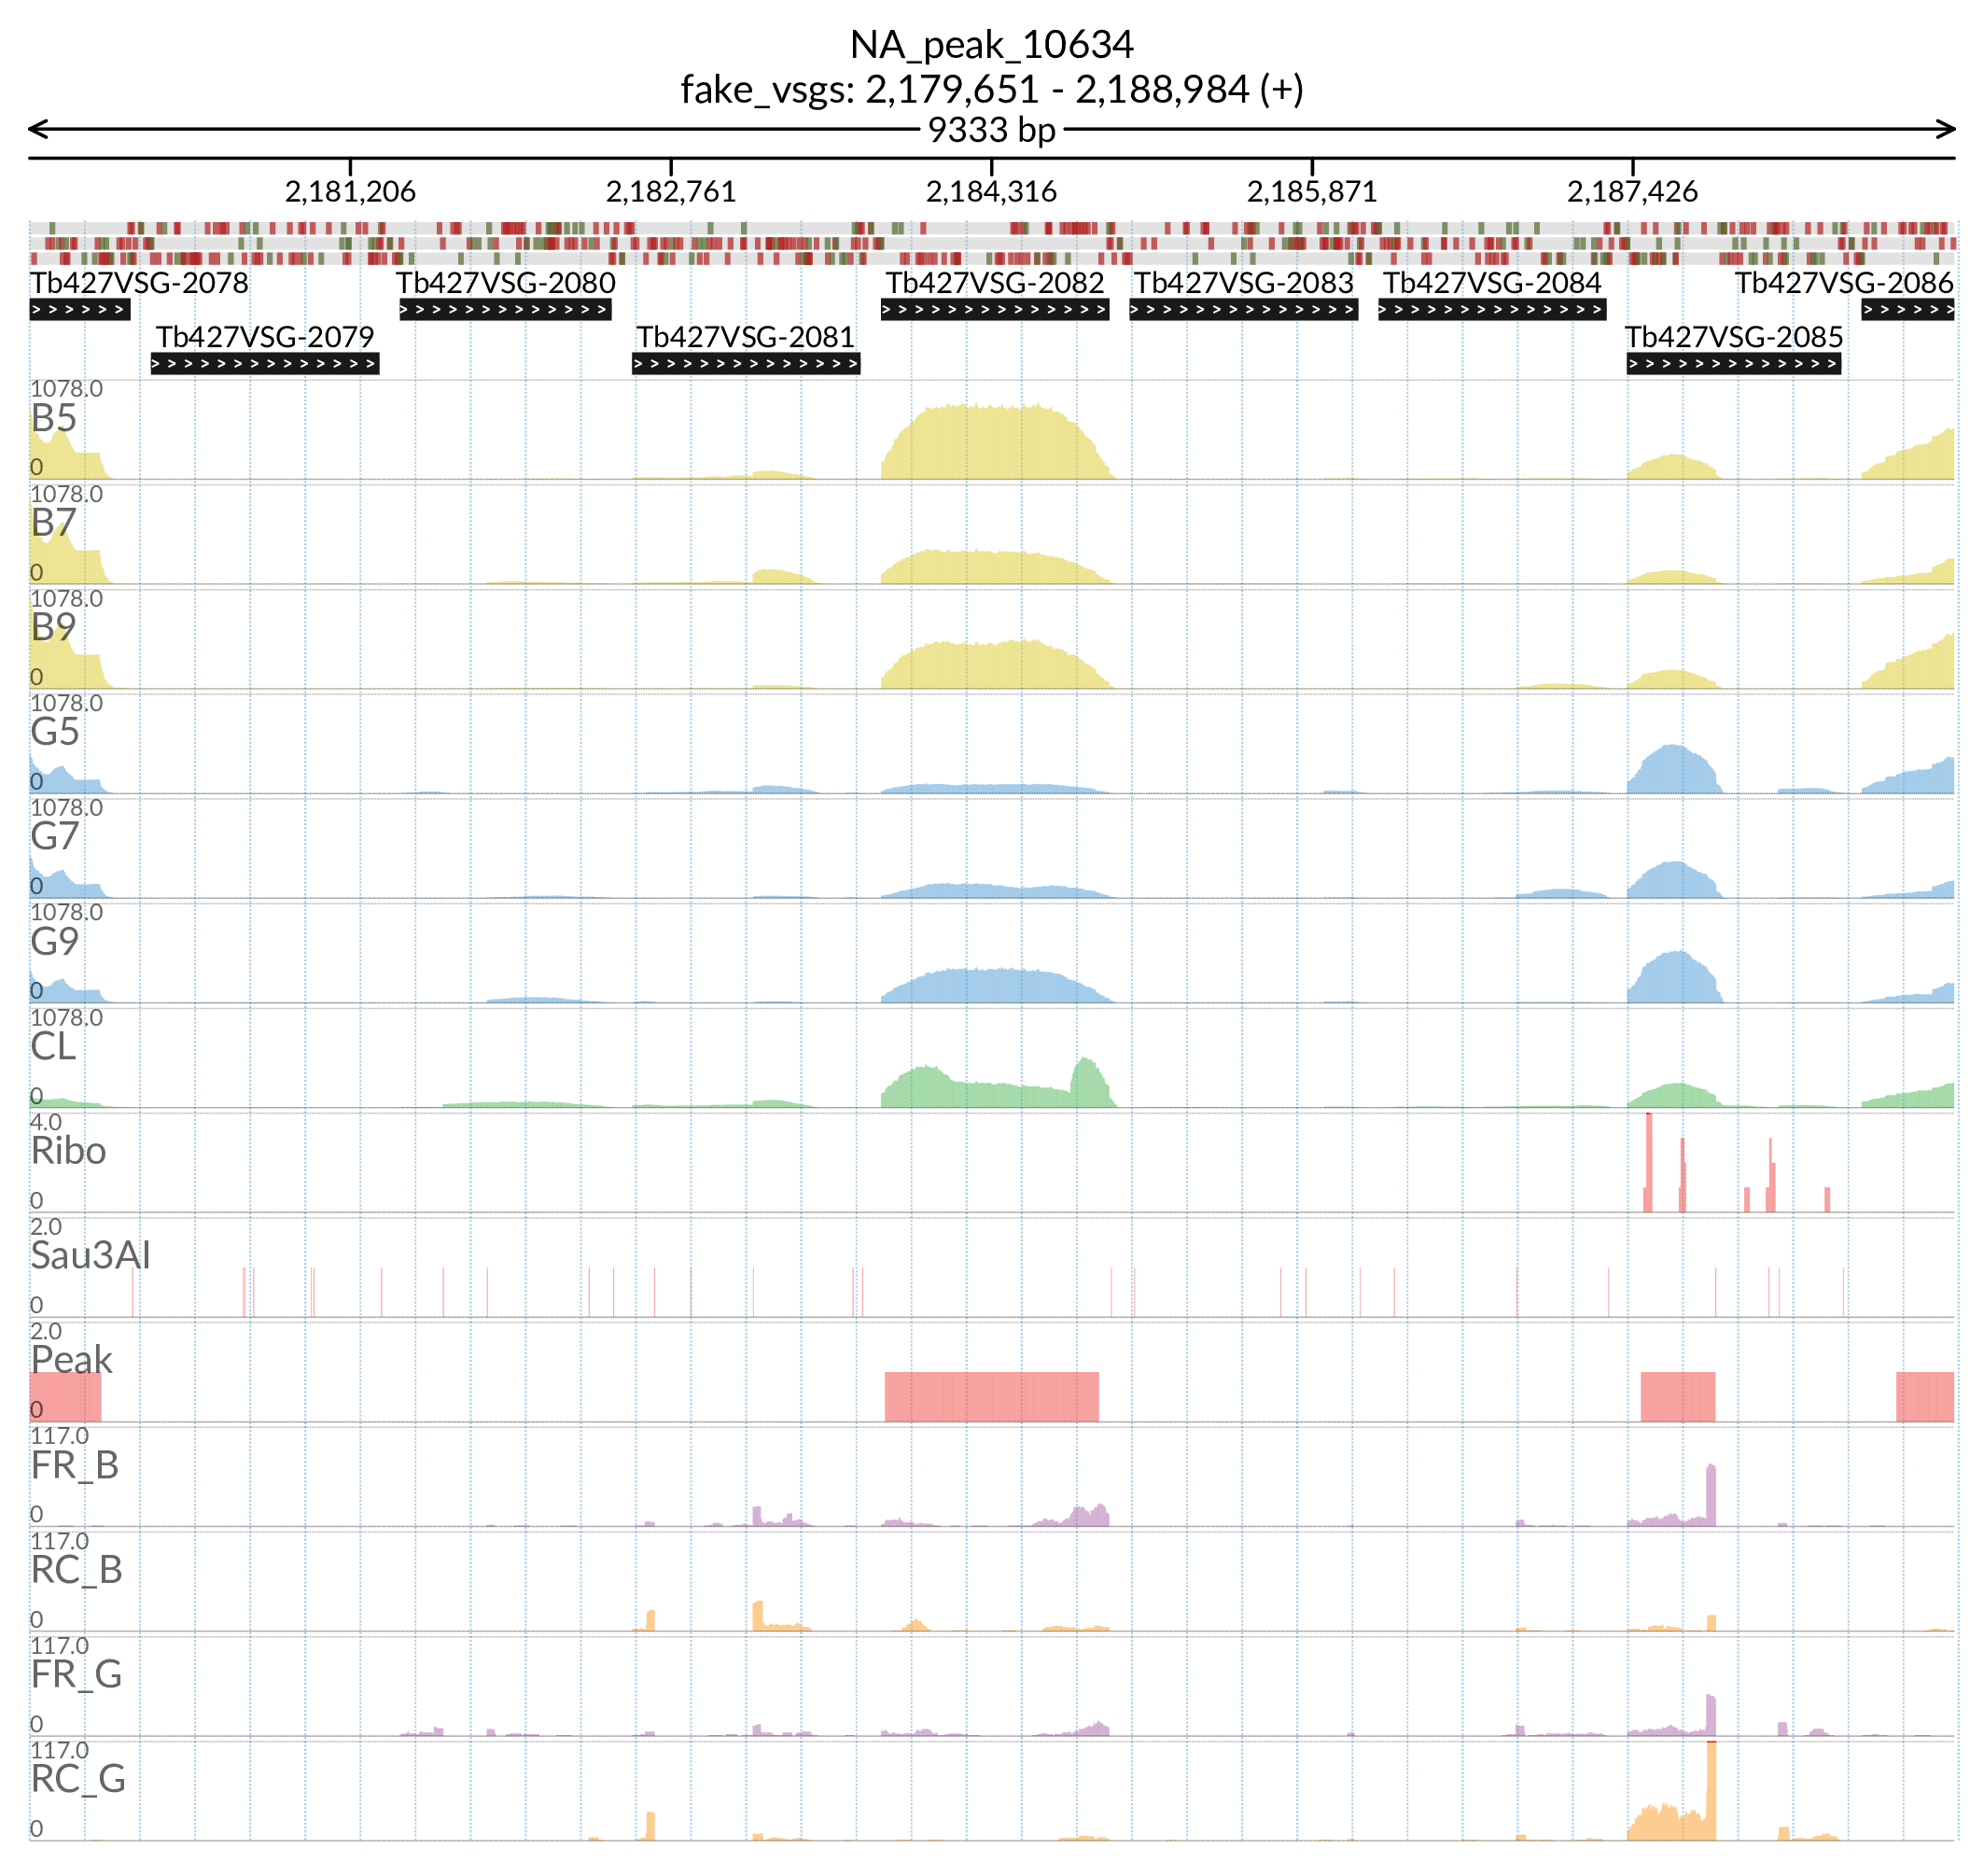 NA_peak_10634
fake_vsgs: 2,179,651 - 2,188,984 (+)
9333 bp
2,181,206 2,182,761 2,184,316 2,185,871 2,187,426
Tb427VSG-2078 Tb427VSG-2080 Tb427VSG-2082 Tb427VSG-2083 Tb427VSG-2084 Tb427VSG-2086
Tb427VSG-2079 Tb427VSG-2081 Tb427VSG-2085
1078.0
B5
0
1078.0
B7
0
1078.0
B9
0
1078.0
G5
0
1078.0
G7
0
1078.0
G9
0
1078.0
CL
0
4.0
Ribo
0
2.0
Sau3AI
0
2.0
Peak
0
117.0
FR_B
0
117.0
RC_B
0
117.0
FR_G
0
117.0
RC_G
0